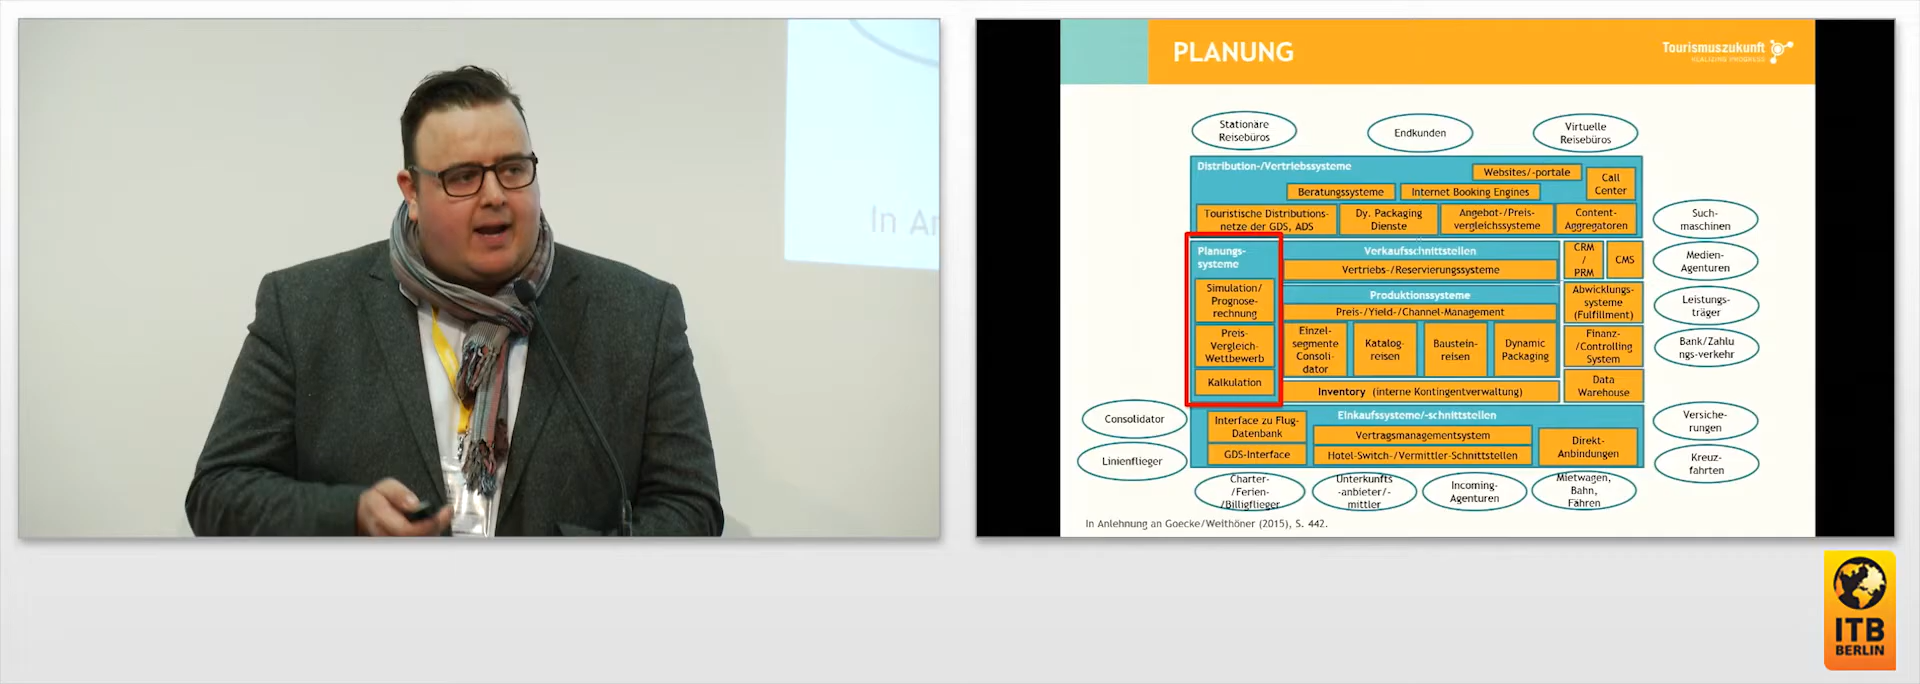 In An
PLANUNG
Tourismuszukunft
REALIZING PROGRESS
Stationäre
Reisebüros
Endkunden
Virtuelle
Reisebüros
Distribution-/Vertriebssysteme
Websites/-portale
Call
Center
Beratungssysteme
Internet Booking Engines
Touristische Distributions-
netze der GDS, ADS
Dy. Packaging
Dienste
Angebot-/Preis-
vergleichssysteme
Content-
Aggregatoren
Such-
maschinen
Planungs-
systeme
Verkaufsschnittstellen
Vertriebs-/Reservierungssysteme
CRM
/
PRM
CMS
Medien-
Agenturen
Simulation/
Prognose-
rechnung
Produktionssysteme
Preis-/Yield-/Channel-Management
Abwicklungs-
systeme
(Fulfillment)
Leistungs-
träger
Preis-
Vergleich-
Wettbewerb
Einzel-
segmente
Consoli-
dator
Katalog-
reisen
Baustein-
reisen
Dynamic
Packaging
Finanz-
/Controlling
System
Bank/Zahlu
ngs-verkehr
Kalkulation
Inventory (interne Kontingentverwaltung)
Data
Warehouse
Consolidator
Einkaufssysteme/-schnittstellen
Interface zu Flug-
Datenbank
Vertragsmanagementsystem
Direkt-
Anbindungen
Versiche-
rungen
Linienflieger
GDS-Interface
Hotel-Switch-/Vermittler-Schnittstellen
Kreuz-
fahrten
Charter-
/Ferien-
/Billigflieger
Unterkunfts
-anbieter/-
mittler
Incoming-
Agenturen
Mietwagen,
Bahn,
Fähren
In Anlehnung an Goecke/Weithöner (2015), S. 442.
ITB
BERLIN